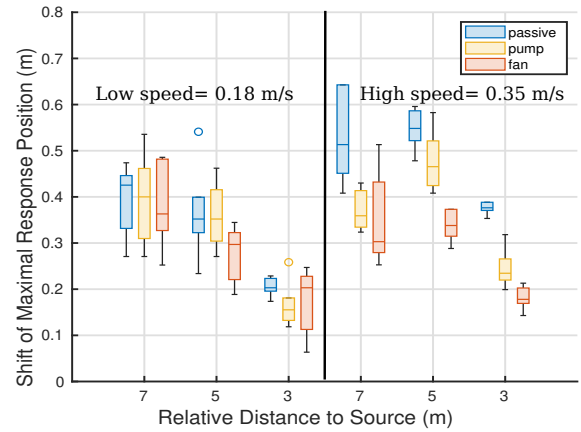 0.8
0.7
0.6
0.5
0.4
0.3
0.2
0.1
0
Shift of Maximal Response Position (m)
Low speed= 0.18 m/s
High speed= 0.35 m/s
passive
pump
fan
7 5 3 7 5 3
Relative Distance to Source (m)